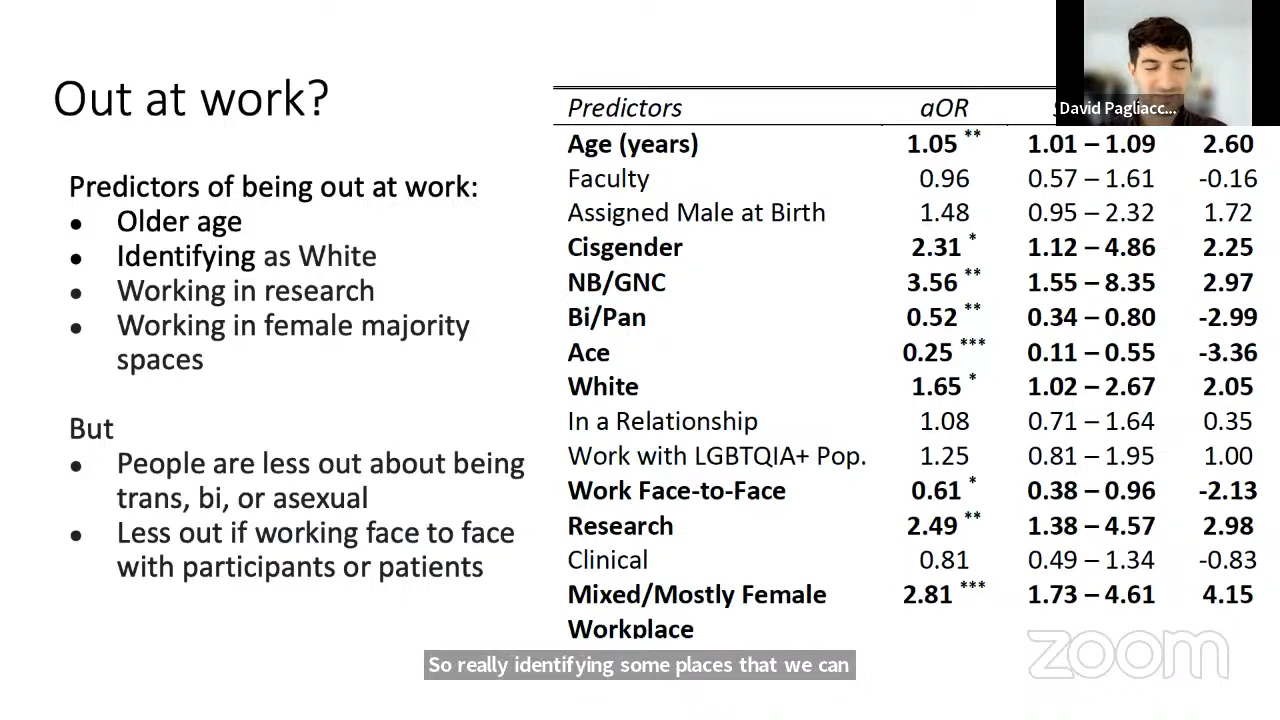 Out at work?
Predictors of being out at work:
• Older age
• Identifying as White
• Working in research
• Working in female majority
spaces
But
• People are less out about being
trans, bi, or asexual
• Less out if working face to face
with participants or patients
Predictors aOR
Age (years) 1.05 ** 1.01 – 1.09 2.60
Faculty 0.96 0.57 – 1.61 -0.16
Assigned Male at Birth 1.48 0.95 – 2.32 1.72
Cisgender 2.31 * 1.12 – 4.86 2.25
NB/GNC 3.56 ** 1.55 – 8.35 2.97
Bi/Pan 0.52 ** 0.34 – 0.80 -2.99
Ace 0.25 *** 0.11 – 0.55 -3.36
White 1.65 * 1.02 – 2.67 2.05
In a Relationship 1.08 0.71 – 1.64 0.35
Work with LGBTQIA+ Pop. 1.25 0.81 – 1.95 1.00
Work Face-to-Face 0.61 * 0.38 – 0.96 -2.13
Research 2.49 ** 1.38 – 4.57 2.98
Clinical 0.81 0.49 – 1.34 -0.83
Mixed/Mostly Female 2.81 *** 1.73 – 4.61 4.15
Workplace
David Pagliacc...
So really identifying some places that we can
zoom